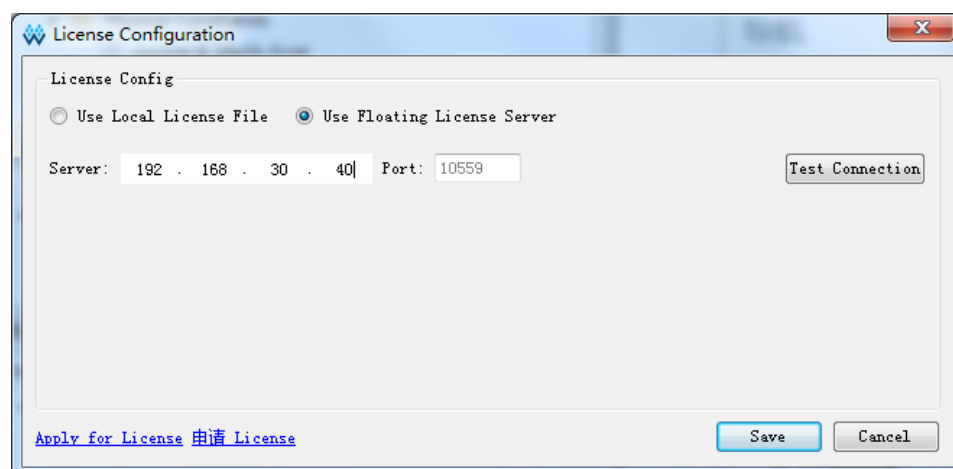 License Configuration
License Config
Use Local License File Use Floating License Server
Server: 192 . 168 . 30 . 40 Port: 10559 Test Connection
Apply for License 申请 License Save Cancel